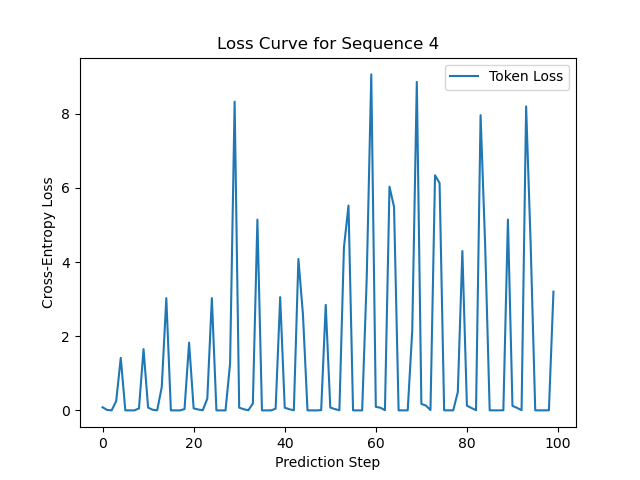 Loss Curve for Sequence 4
Token Loss
Cross-Entropy Loss
8
6
4
2
0
0 20 40 60 80 100
Prediction Step